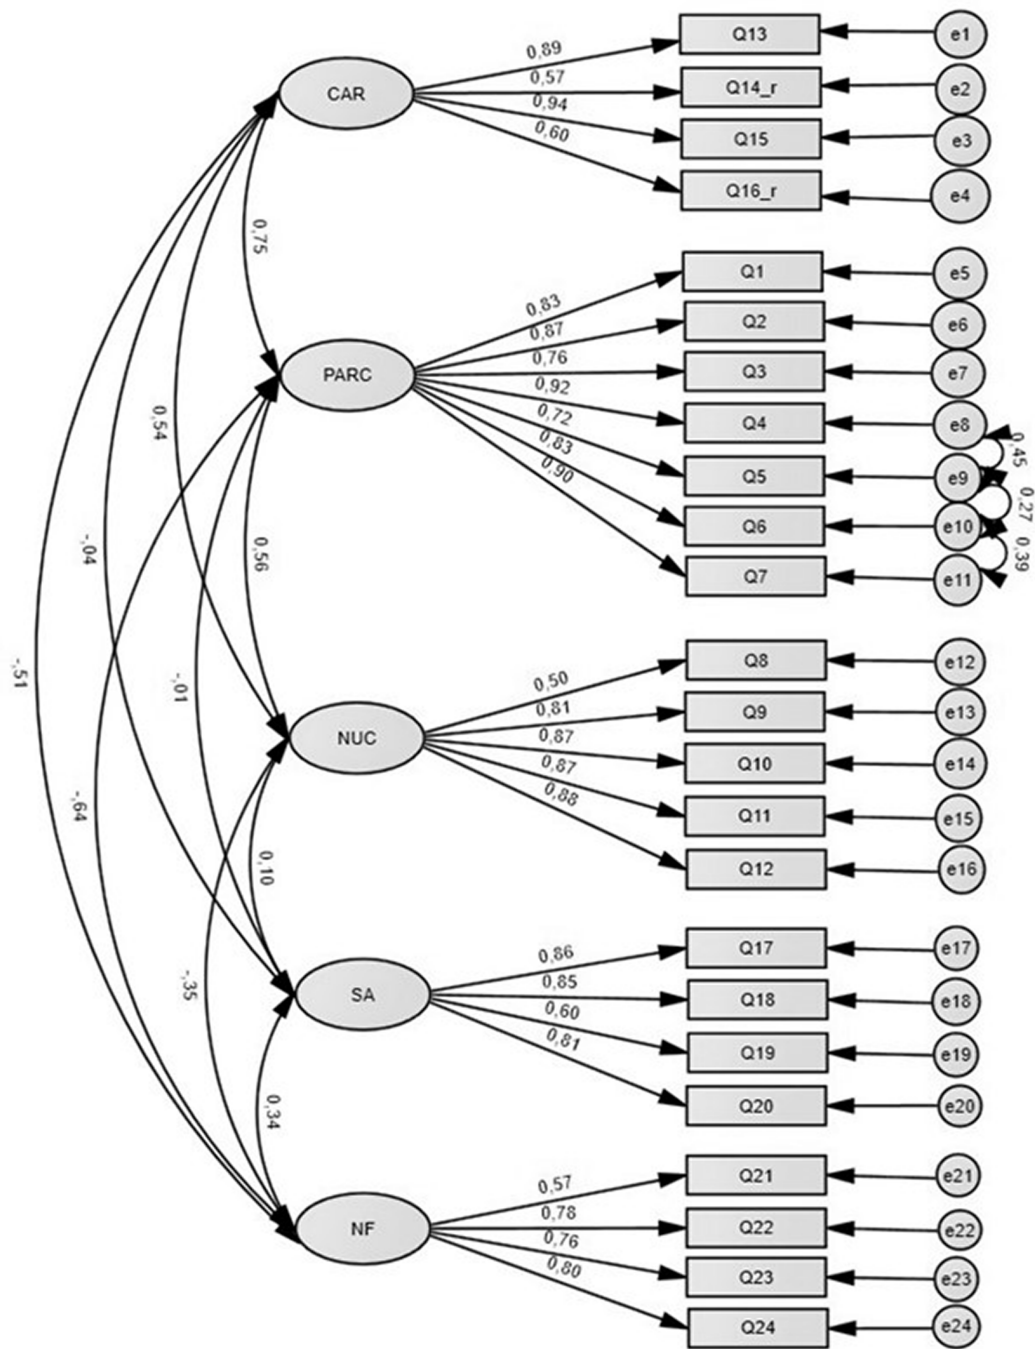 CAR
0,89
0,57
0,94
0,60
Q13
Q14_r
Q15
Q16_r
e1
e2
e3
e4
0,75
PARC
0,83
0,87
0,76
0,92
0,72
0,83
0,90
Q1
Q2
Q3
Q4
Q5
Q6
Q7
e5
e6
e7
e8
e9
e10
e11
0,45
0,27
0,39
0,54
-,04
0,56
-,51
-,01
-,64
NUC
0,50
0,81
0,87
0,87
0,88
Q8
Q9
Q10
Q11
Q12
e12
e13
e14
e15
e16
0,10
-,35
SA
0,86
0,85
0,60
0,81
Q17
Q18
Q19
Q20
e17
e18
e19
e20
0,34
NF
0,57
0,78
0,76
0,80
Q21
Q22
Q23
Q24
e21
e22
e23
e24